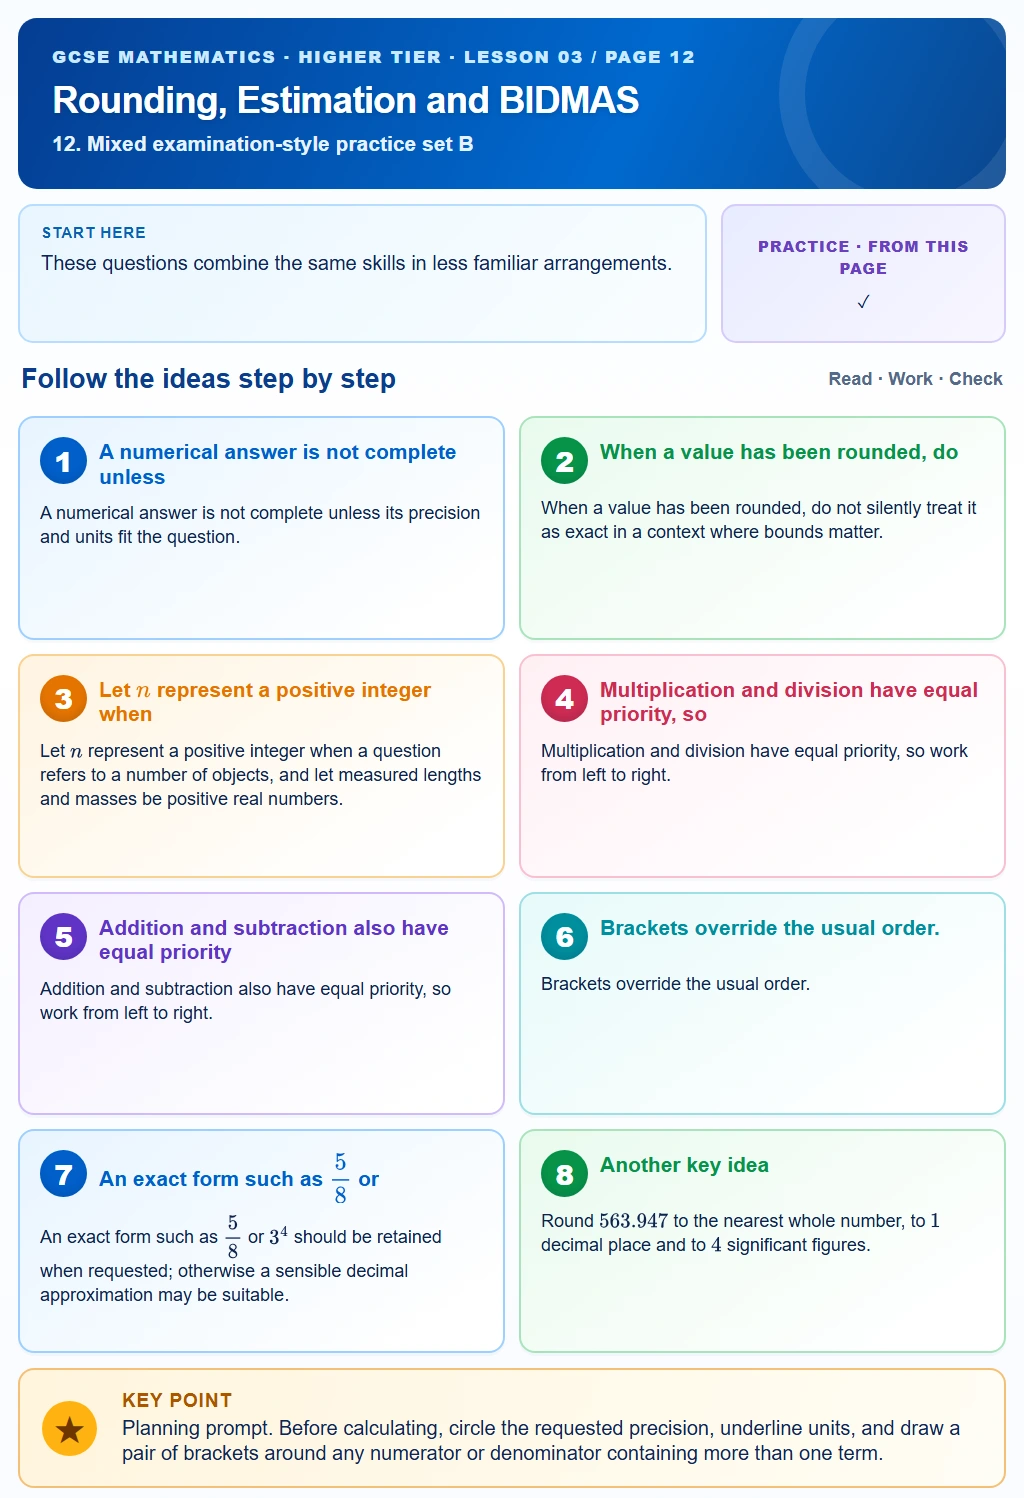 GCSE MATHEMATICS · HIGHER TIER · LESSON 03 / PAGE 12
Rounding, Estimation and BIDMAS
12. Mixed examination-style practice set B
START HERE
These questions combine the same skills in less familiar arrangements.
PRACTICE · FROM THIS
PAGE
✓
Follow the ideas step by step
Read · Work · Check
1
A numerical answer is not complete
unless
A numerical answer is not complete unless its precision
and units fit the question.
2
When a value has been rounded, do
When a value has been rounded, do not silently treat it
as exact in a context where bounds matter.
3
Let n represent a positive integer
when
Let n represent a positive integer when a question
refers to a number of objects, and let measured lengths
and masses be positive real numbers.
4
Multiplication and division have equal
priority, so
Multiplication and division have equal priority, so work
from left to right.
5
Addition and subtraction also have
equal priority
Addition and subtraction also have equal priority, so
work from left to right.
6
Brackets override the usual order.
Brackets override the usual order.
7
An exact form such as 5/8 or
An exact form such as 5/8 or 3⁴ should be retained
when requested; otherwise a sensible decimal
approximation may be suitable.
8
Another key idea
Round 563.947 to the nearest whole number, to 1
decimal place and to 4 significant figures.
KEY POINT
Planning prompt. Before calculating, circle the requested precision, underline units, and draw a
pair of brackets around any numerator or denominator containing more than one term.